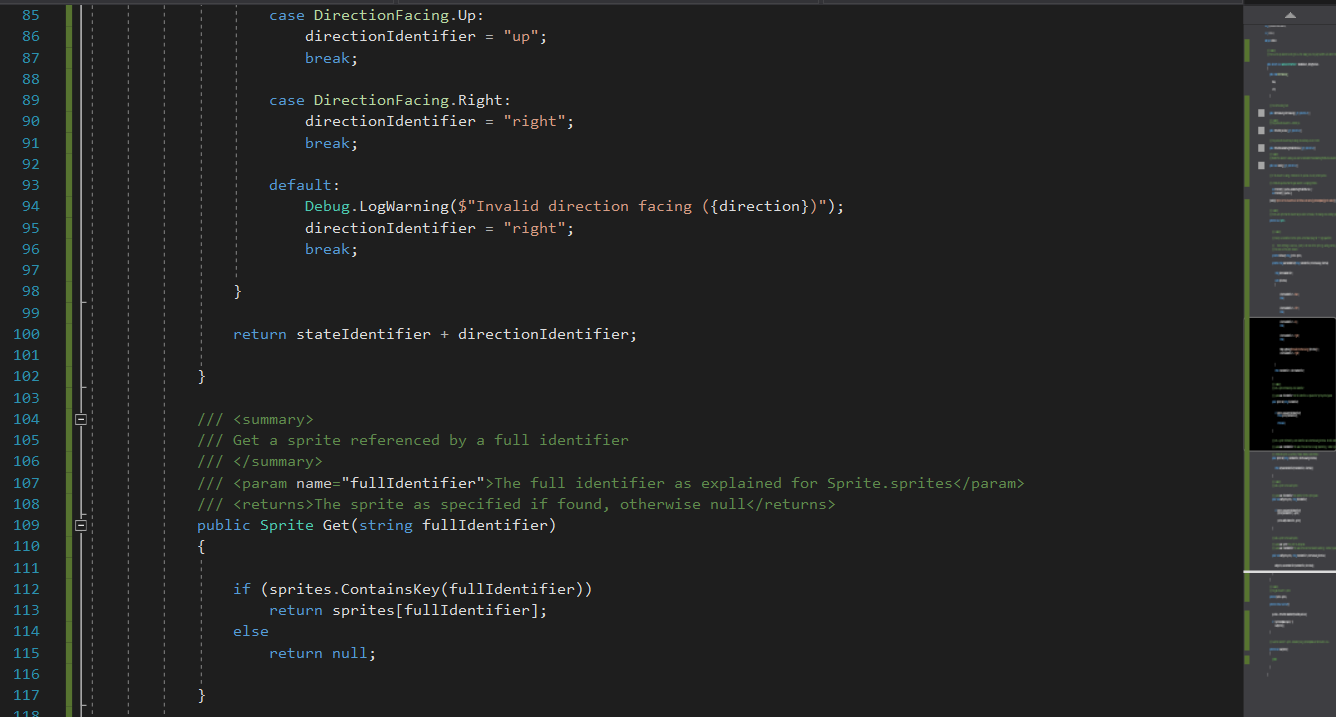 85 case DirectionFacing.Up:
86 directionIdentifier = "up";
87 break;
88
89 case DirectionFacing.Right:
90 directionIdentifier = "right";
91 break;
92
93 default:
94 Debug.LogWarning($"Invalid direction facing ({direction})");
95 directionIdentifier = "right";
96 break;
97
98 }
99
100 return stateIdentifier + directionIdentifier;
101
102 }
103
104 /// <summary>
105 /// Get a sprite referenced by a full identifier
106 /// </summary>
107 /// <param name="fullIdentifier">The full identifier as explained for Sprite.sprites</param>
108 /// <returns>The sprite as specified if found, otherwise null</returns>
109 public Sprite Get(string fullIdentifier)
110 {
111
112 if (sprites.ContainsKey(fullIdentifier))
113 return sprites[fullIdentifier];
114 else
115 return null;
116
117 }
118